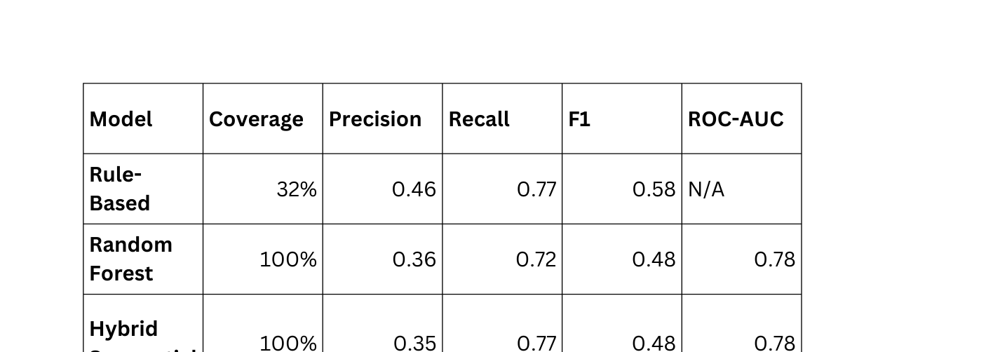 Model Coverage Precision Recall F1 ROC-AUC
Rule-
Based 32% 0.46 0.77 0.58 N/A
Random
Forest 100% 0.36 0.72 0.48 0.78
Hybrid
100% 0.35 0.77 0.48 0.78